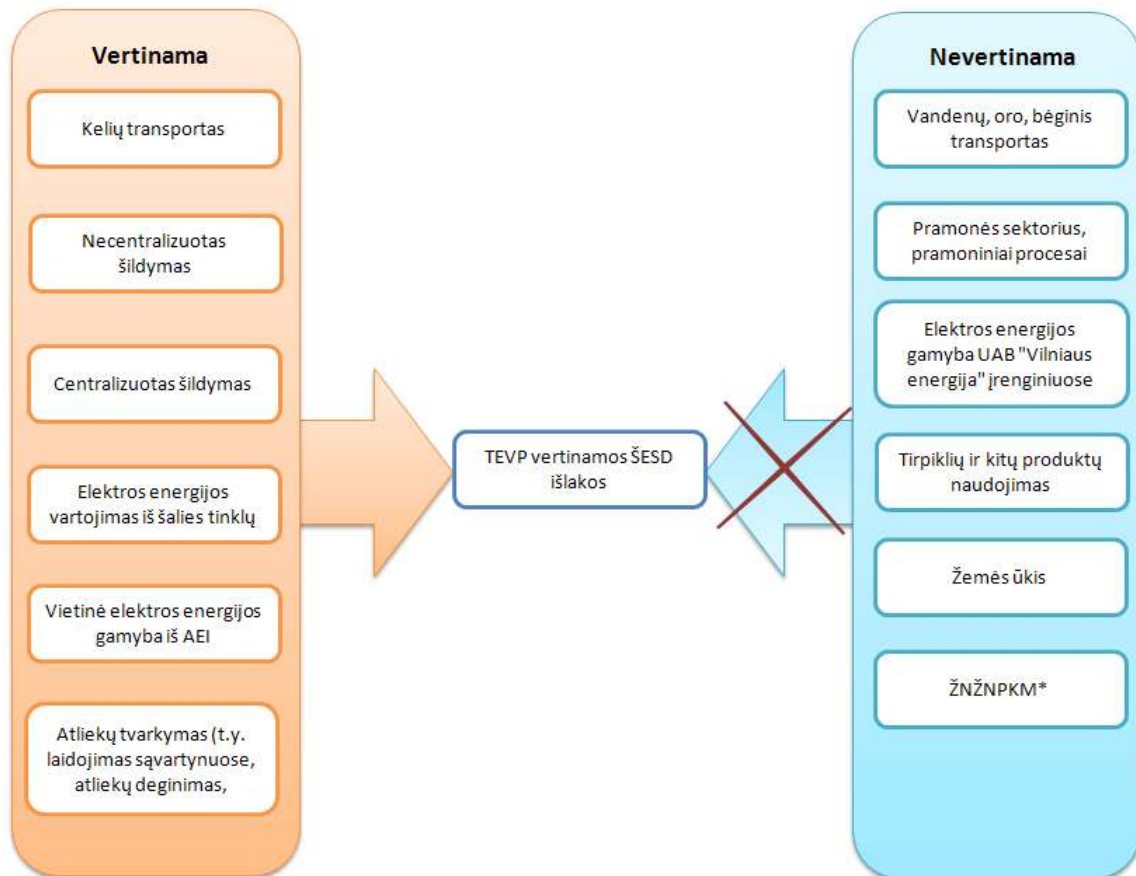 Vertinama
Kelių transportas
Necentralizuotas
šildymas
Centralizuotas šildymas
Elektros energijos
vartojimas iš šalies tinklų
Vietinė elektros energijos
gamyba iš AEI
Atliekų tvarkymas (t.y.
laidojimas sąvartynuose,
atliekų deginimas,
TEVP vertinamos ŠESD
išlakos
Nevertinama
Vandenų, oro, bėginis
transportas
Pramonės sektorius,
pramoniniai procesai
Elektros energijos
gamyba UAB "Vilniaus
energija" įrenginiuose
Tirpiklių ir kitų produktų
naudojimas
Žemės ūkis
ŽNŽNPKM*